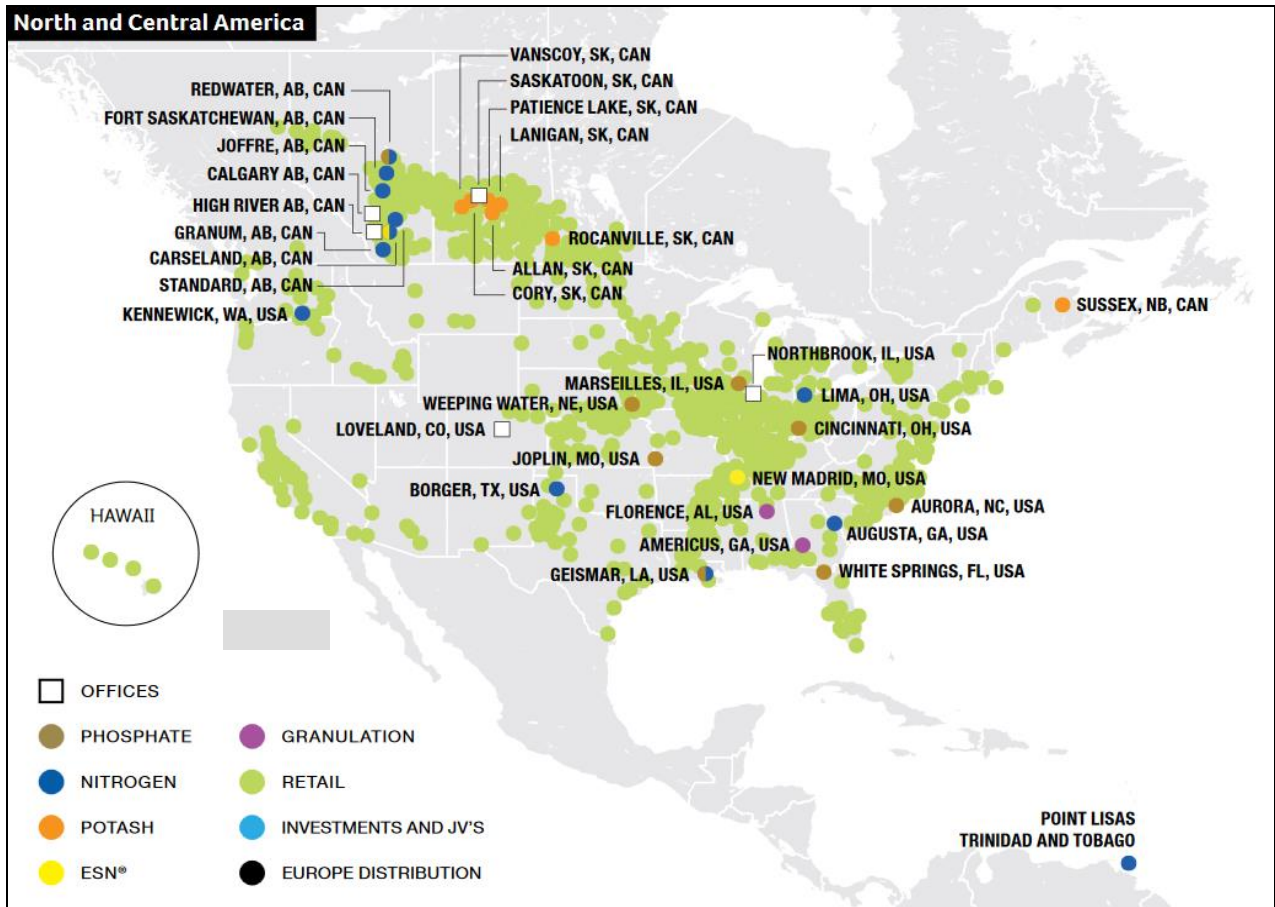 North and Central America
VANSCOY, SK, CAN
SASKATOON, SK, CAN
REDWATER, AB, CAN
PATIENCE LAKE, SK, CAN
FORT SASKATCHEWAN, AB, CAN
LANIGAN, SK, CAN
JOFFRE, AB, CAN
CALGARY AB, CAN
HIGH RIVER AB, CAN
GRANUM, AB, CAN
ROCANVILLE, SK, CAN
CARSELAND, AB, CAN
ALLAN, SK, CAN
STANDARD, AB, CAN
CORY, SK, CAN
SUSSEX, NB, CAN
KENNEWICK, WA, USA
NORTHBROOK, IL, USA
MARSEILLES, IL, USA
LIMA, OH, USA
WEEPING WATER, NE, USA
LOVELAND, CO, USA
CINCINNATI, OH, USA
JOPLIN, MO, USA
NEW MADRID, MO, USA
BORGER, TX, USA
AURORA, NC, USA
FLORENCE, AL, USA
HAWAII
AUGUSTA, GA, USA
AMERICUS, GA, USA
GEISMAR, LA, USA
WHITE SPRINGS, FL, USA
OFFICES
PHOSPHATE
GRANULATION
NITROGEN
RETAIL
POTASH
INVESTMENTS AND JV'S
ESN®
EUROPE DISTRIBUTION
POINT LISAS
TRINIDAD AND TOBAGO